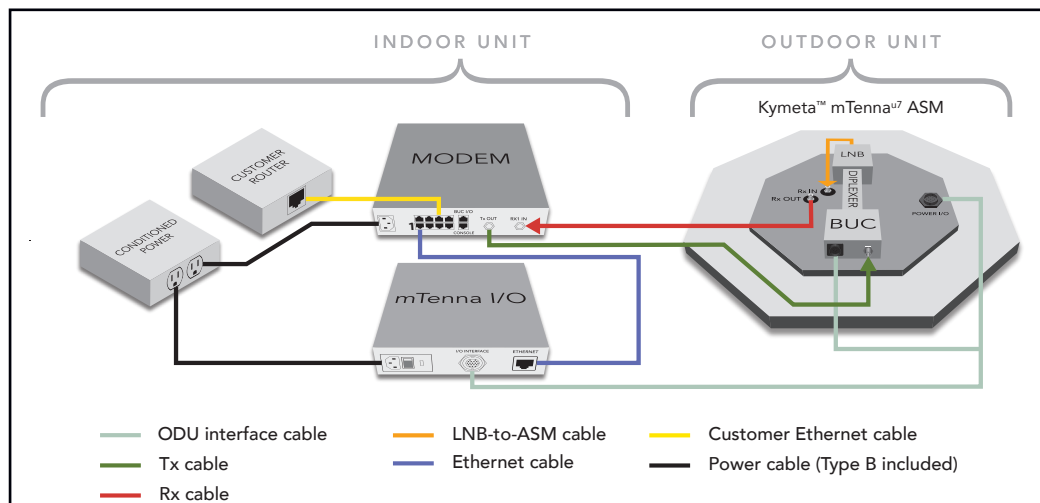 INDOOR UNIT
OUTDOOR UNIT
Kymeta™ mTennaᵘ⁷ ASM
CUSTOMER
ROUTER
MODEM
BUC I/O
1
CONSOLE
Tx OUT
RX1 IN
CONDITIONED
POWER
mTenna I/O
I/O INTERFACE
ETHERNET
LNB
DIPLEXER
Rx IN
Rx OUT
BUC
POWER I/O
ODU interface cable
Tx cable
Rx cable
LNB-to-ASM cable
Ethernet cable
Customer Ethernet cable
Power cable (Type B included)